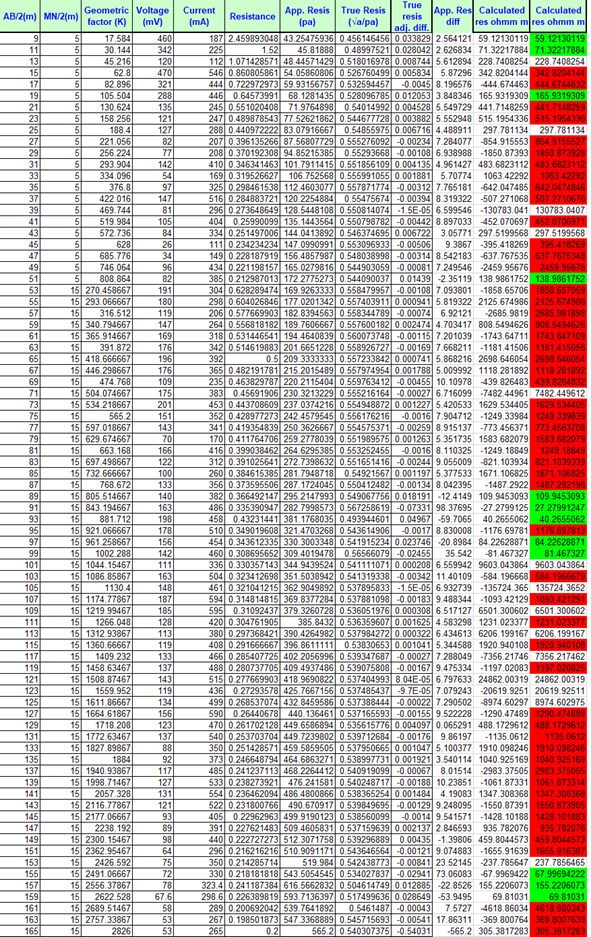 AB/2(m) MN/2(m) Geometric factor (K) Voltage (mV) Current (mA) Resistance App. Resis (pa) True Resis (√a/pa) True resis adj. diff. App. Res diff Calculated res ohmm m Calculated res ohmm m
9 5 17.584 460 187 2.459893048 43.25475936 0.456146456 0.033829 2.564121 59.12130119 59.12130119
11 5 30.144 342 225 1.52 45.81888 0.48997521 0.028042 2.626834 71.32217884 71.32217884
13 5 45.216 120 112 1.071428571 48.44571429 0.518016978 0.008744 5.612894 228.7408254 228.7408254
15 5 62.8 470 546 0.860805861 54.05860806 0.526760499 0.005834 5.87296 342.8204144 342.8204144
17 5 82.896 321 444 0.722972973 59.93156757 0.532594457 -0.0045 8.196576 -444.674463 444.6744632
19 5 105.504 288 446 0.64573991 68.1281435 0.528096785 0.012053 3.848346 165.9319309 165.9319309
21 5 130.624 135 245 0.551020408 71.9764898 0.54014992 0.004528 5.549729 441.7148259 441.7148259
23 5 158.256 121 247 0.489878543 77.52621862 0.544677728 0.003882 5.552948 515.1954336 515.1954336
25 5 188.4 127 288 0.440972222 83.07916667 0.54855975 -0.006716 4.488911 297.781134 297.781134
27 5 221.056 82 207 0.396135266 87.56807729 0.555276092 -0.00234 7.284077 -854.91555 854.9155527
29 5 256.224 77 208 0.370192308 94.85215385 0.55293668 -0.00108 6.938988 -1850.87393 1850.873928
31 5 293.904 142 410 0.346341463 101.7911415 0.551856109 0.004135 4.961427 483.6823112 483.6823112
33 5 334.096 54 169 0.319526627 106.752568 0.555991055 0.001881 5.70774 1063.42292 1063.42292
35 5 376.8 97 325 0.298461538 112.4603077 0.557871774 -0.00312 7.765181 -642.047485 642.0474846
37 5 422.016 147 516 0.284883721 120.2254884 0.55475674 -0.00394 8.319322 -507.271068 507.2710676
39 5 469.744 81 296 0.273648649 128.5448108 0.550814074 -1.5E-05 6.599546 -130783.041 130783.0407
41 5 519.984 105 404 0.25990099 135.1443564 0.550798782 -0.00442 8.897033 -452.070697 452.0706971
43 5 572.736 84 334 0.251497006 144.0413892 0.546374695 0.006722 3.05771 297.5199568 297.5199568
45 5 628 26 111 0.234234234 147.0990991 0.553096933 -0.00506 9.3867 -395.418269 395.418269
47 5 685.776 34 149 0.228187919 156.4857987 0.548038998 -0.00314 8.542183 -637.767535 637.7675348
49 5 746.064 96 434 0.221198157 165.0279816 0.544903059 -0.00081 7.249546 -2459.95676 2459.95676
51 5 808.864 82 385 0.212987013 172.2775273 0.544090037 0.01439 -2.35119 138.9861752 138.9861752
53 15 270.458667 191 304 0.628289474 169.9263333 0.558479957 -0.00108 7.093801 -1858.65706 1858.657059
55 15 293.066667 180 298 0.604026846 177.0201342 0.557403911 0.000941 5.819322 2125.674986 2125.674986
57 15 316.512 119 206 0.577669903 182.8394563 0.558344789 -0.00074 6.92121 -2685.9819 2685.981898
59 15 340.794667 147 264 0.556818182 189.7606667 0.557600182 0.002474 4.703417 808.5494626 808.5494626
61 15 365.914667 169 318 0.531446541 194.4640839 0.560073748 -0.00115 7.201039 -1743.64711 1743.647109
63 15 391.872 176 342 0.514619883 201.6651228 0.558926727 -0.00169 7.668211 -1181.41506 1181.415055
65 15 418.666667 196 392 0.5 209.3333333 0.557233842 0.000741 5.868216 2698.646054 2698.646054
67 15 446.298667 176 365 0.482191781 215.2015489 0.557974954 0.001788 5.009992 1118.281892 1118.281892
69 15 474.768 109 235 0.463829787 220.2115404 0.559763412 -0.00455 10.10978 -439.826483 439.8264832
71 15 504.074667 175 383 0.45691906 230.3213229 0.55521​6164 -0.00027 6.716099 -7482.44961 7482.449612
73 15 534.218667 201 453 0.443708609 237.0374216 0.554948872 0.001227 5.420533 1629.534405 1629.534405
75 15 565.2 151 352 0.428977273 242.4579545 0.556176216 -0.0016 7.904712 -1249.33984 1249.339839
77 15 597.018667 143 341 0.419354839 250.3626667 0.554575371 -0.00259 8.915137 -773.456371 773.4563708
79 15 629.674667 70 170 0.411764706 259.2778039 0.551989575 0.001263 5.351735 1583.682079 1583.682079
81 15 663.168 166 416 0.399038462 264.6295385 0.553252455 -0.0016 8.110325 -1249.18849 1249.18849
83 15 697.498667 122 312 0.391025641 272.7398632 0.551651416 -0.00244 9.055009 -821.103934 821.1039339
85 15 732.666667 100 260 0.384615385 281.7948718 0.54921567 0.001197 5.377533 1671.106825 1671.106825
87 15 768.672 133 356 0.373595506 287.1724045 0.550412482 -0.00134 8.042395 -1487.2922 1487.292198
89 15 805.514667 140 382 0.366492147 295.2147993 0.549067756 0.018191 -12.4149 109.9453093 109.9453093
91 15 843.194667 163 486 0.335390947 282.7998573 0.567258619 -0.07331 98.37695 -27.2799125 27.27991247
93 15 881.712 198 458 0.43231441 381.1768035 0.493944601 0.04967 -59.7065 40.2655041 40.2655062
95 15 921.066667 178 510 0.349019608 321.4703268 0.543614906 -0.0017 8.830008 -1176.69781 1176.697813
97 15 961.258667 156 454 0.343612335 330.3003348 0.541915234 0.023746 -20.8984 84.22628871 84.22628871
99 15 1002.288 142 460 0.308695652 309.4019478 0.56566079 -0.02455 35.542 -81.467327 81.467327
101 15 1044.15467 111 336 0.330357143 344.9439524 0.541111071 0.000208 6.559942 9603.043864 9603.043864
103 15 1086.85867 163 504 0.323412698 351.5038942 0.541319338 -0.00342 11.40109 -584.196668 584.1966679
105 15 1130.4 148 461 0.321041215 362.9049892 0.537895833 -1.5E-05 6.932739 -135724.365 135724.3652
107 15 1174.77867 187 594 0.314814815 369.8377284 0.537881098 -0.00183 9.488344 -1093.42129 1093.421291
109 15 1219.99467 185 595 0.31092437 379.3260728 0.536051976 0.000308 6.517127 6501.300602 6501.300602
111 15 1266.048 128 420 0.304761905 385.8432 0.536359607 0.001625 4.583298 1231.023377 1231.023377
113 15 1312.93867 113 380 0.297368421 390.4264982 0.537984272 0.000322 6.434613 6206.199167 6206.199167
115 15 1360.66667 119 408 0.291666667 396.8611111 0.53830653 0.001041 5.344588 1920.940108 1920.940108
117 15 1409.232 133 466 0.285407725 402.2056996 0.539347687 -0.00027 7.288049 -7356.21746 7356.217462
119 15 1458.63467 137 488 0.280737705 409.4937486 0.539075808 -0.00167 9.475334 -1197.02083 1197.020825
121 15 1508.87467 143 515 0.277669903 418.9690822 0.537404993 8.04E-05 6.797633 24862.00319 24862.00319
123 15 1559.952 119 436 0.27293578 425.7667156 0.537485437 -9.7E-05 7.079243 -20619.9251 20619.92511
125 15 1611.86667 134 499 0.268537074 432.8459586 0.537388444 -0.00022 7.290502 -8974.60297 8974.602975
127 15 1664.61867 156 590 0.26440678 440.136461 0.537165593 -0.00155 9.522228 -1290.47489 1290.474888
129 15 1718.208 123 470 0.261702128 449.6586894 0.535615776 0.004097 0.065291 488.1729612 488.1729612
131 15 1772.63467 137 540 0.253703704 449.7239802 0.539712684 -0.00176 9.86197 -1135.0612 1135.0612
133 15 1827.89867 88 350 0.251428571 459.5859505 0.537950665 0.001047 5.100377 1910.098246 1910.098246
135 15 1884 92 373 0.246648794 464.6863271 0.538997731 0.001921 3.540114 1040.925169 1040.925169
137 15 1940.93867 117 485 0.241237113 468.2264412 0.540919099 -0.00067 8.01514 -2983.37505 2983.375055
139 15 1998.71467 127 533 0.238273921 476.241581 0.540248717 -0.00188 10.23851 -1061.87331 1061.873314
141 15 2057.328 131 554 0.236462094 486.4800866 0.538365254 0.001484 4.19083 1347.308368 1347.308368
143 15 2116.77867 121 522 0.231800766 490.670917 0.539849695 -0.00129 9.248095 -1550.87391 1550.873905
145 15 2177.06667 93 405 0.22962963 499.9190123 0.538560099 -0.0014 9.541571 -1428.10188 1428.101883
147 15 2238.192 89 391 0.227621483 509.4605831 0.537159639 0.002137 2.846593 935.782076 935.782076
149 15 2300.15467 98 440 0.222727273 512.3071758 0.539296889 0.00435 -1.39806 459.8044573 459.8044573
151 15 2362.95467 64 296 0.216216216 510.9091171 0.543646564 -0.00121 9.074883 -1655.91639 1655.916387
153 15 2426.592 75 350 0.214285714 519.984 0.542438773 -0.00841 23.52145 -237.785647 237.7856465
155 15 2491.06667 72 330 0.218181818 543.5054545 0.534027837 -0.02941 73.06083 -67.9969422 67.99694222
157 15 2556.37867 78 323.4 0.241187384 616.5662832 0.504614749 0.012885 -22.8526 155.2206073 155.2206073
159 15 2622.528 67.6 298.6 0.226389819 593.7136397 0.517499636 0.028649 -53.9495 69.81031 69.81031
161 15 2689.51467 58 289 0.200692042 539.7641892 0.5461487 -0.00043 7.5727 -4618.86034 4618.860343
163 15 2757.33867 53 267 0.198501873 547.3368889 0.545715693 -0.00541 17.86311 -369.800764 369.8007639
165 15 2826 53 265 0.2 565.2 0.540307375 -0.54031 -565.2 305.3817283 305.3817283